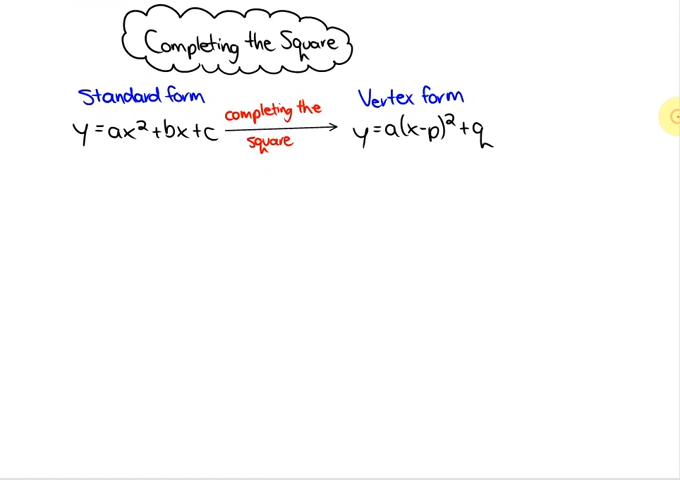 Completing the Square
Standard form
y=ax²+bx+c
completing the
square
Vertex form
y=a(x-p)²+q